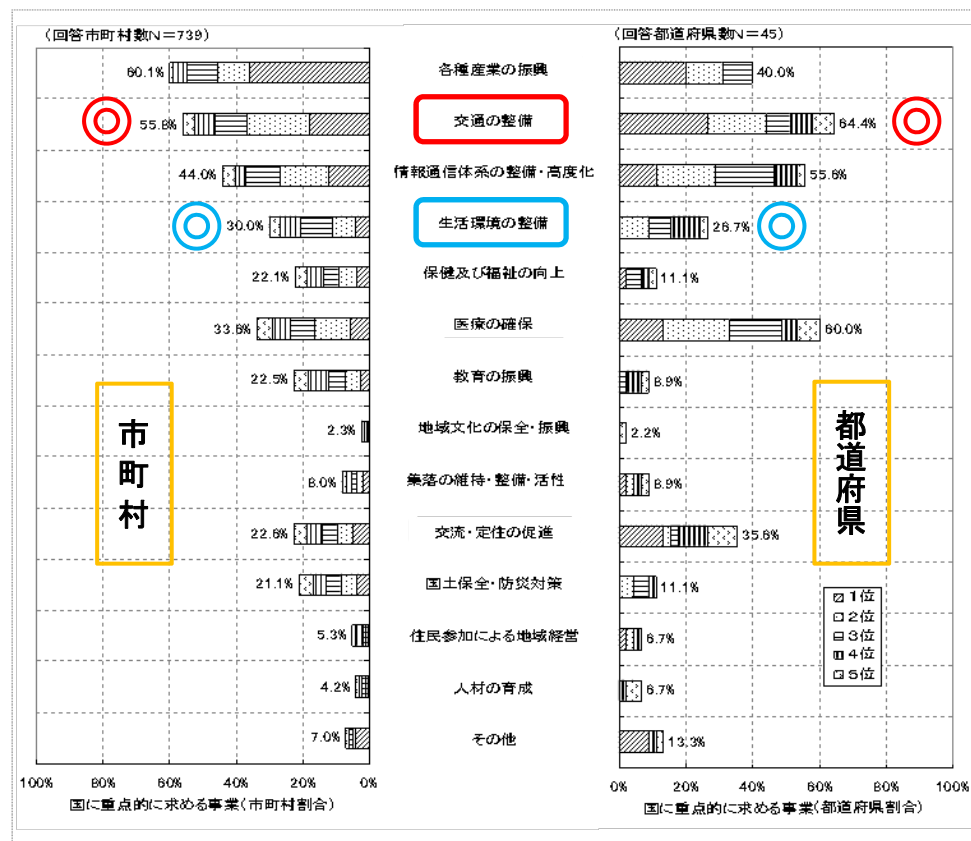 (回答市町村数N=739)
(回答都道府県数N=45)
60.1% 各種産業の振興 40.0%
55.8% 交通の整備 64.4%
44.0% 情報通信体系の整備・高度化 55.6%
30.0% 生活環境の整備 26.7%
22.1% 保健及び福祉の向上 11.1%
33.6% 医療の確保 60.0%
22.5% 教育の振興 8.9%
2.3% 地域文化の保全・振興 2.2%
8.0% 集落の維持・整備・活性 8.9%
22.6% 交流・定住の促進 35.6%
21.1% 国土保全・防災対策 11.1%
5.3% 住民参加による地域経営 6.7%
4.2% 人材の育成 6.7%
7.0% その他 13.3%
市町村
都道府県
1位
2位
3位
4位
5位
100% 80% 60% 40% 20% 0%
0% 20% 40% 60% 80% 100%
国に重点的に求める事業(市町村割合)
国に重点的に求める事業(都道府県割合)